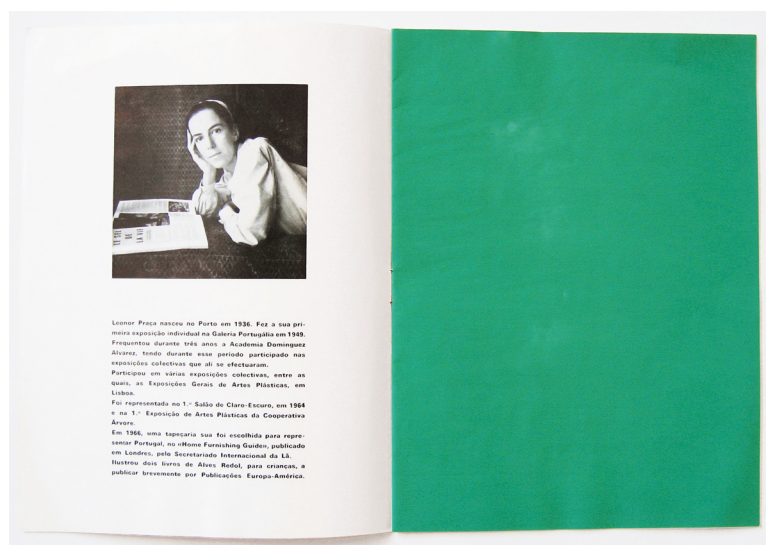 LE SEL
DE
LA VIE
Leonor Praça nasceu no Porto em 1936. Fez a sua pri-
meira exposição individual na Galeria Portugália em 1949.
Frequentou durante três anos a Academia Dominguez
Alvarez, tendo durante esse período participado nas
exposições colectivas que ali se efectuaram.
Participou em várias exposições colectivas, entre as
quais, as Exposições Gerais de Artes Plásticas, em
Lisboa.
Foi representada no 1.º Salão de Claro-Escuro, em 1964
e na 1.ª Exposição de Artes Plásticas da Cooperativa
Árvore.
Em 1966, uma tapeçaria sua foi escolhida para repre-
sentar Portugal, no «Home Furnishing Guide», publicado
em Londres, pelo Secretariado Internacional da Lã.
Ilustrou dois livros de Alves Redol, para crianças, a
publicar brevemente por Publicações Europa-América.